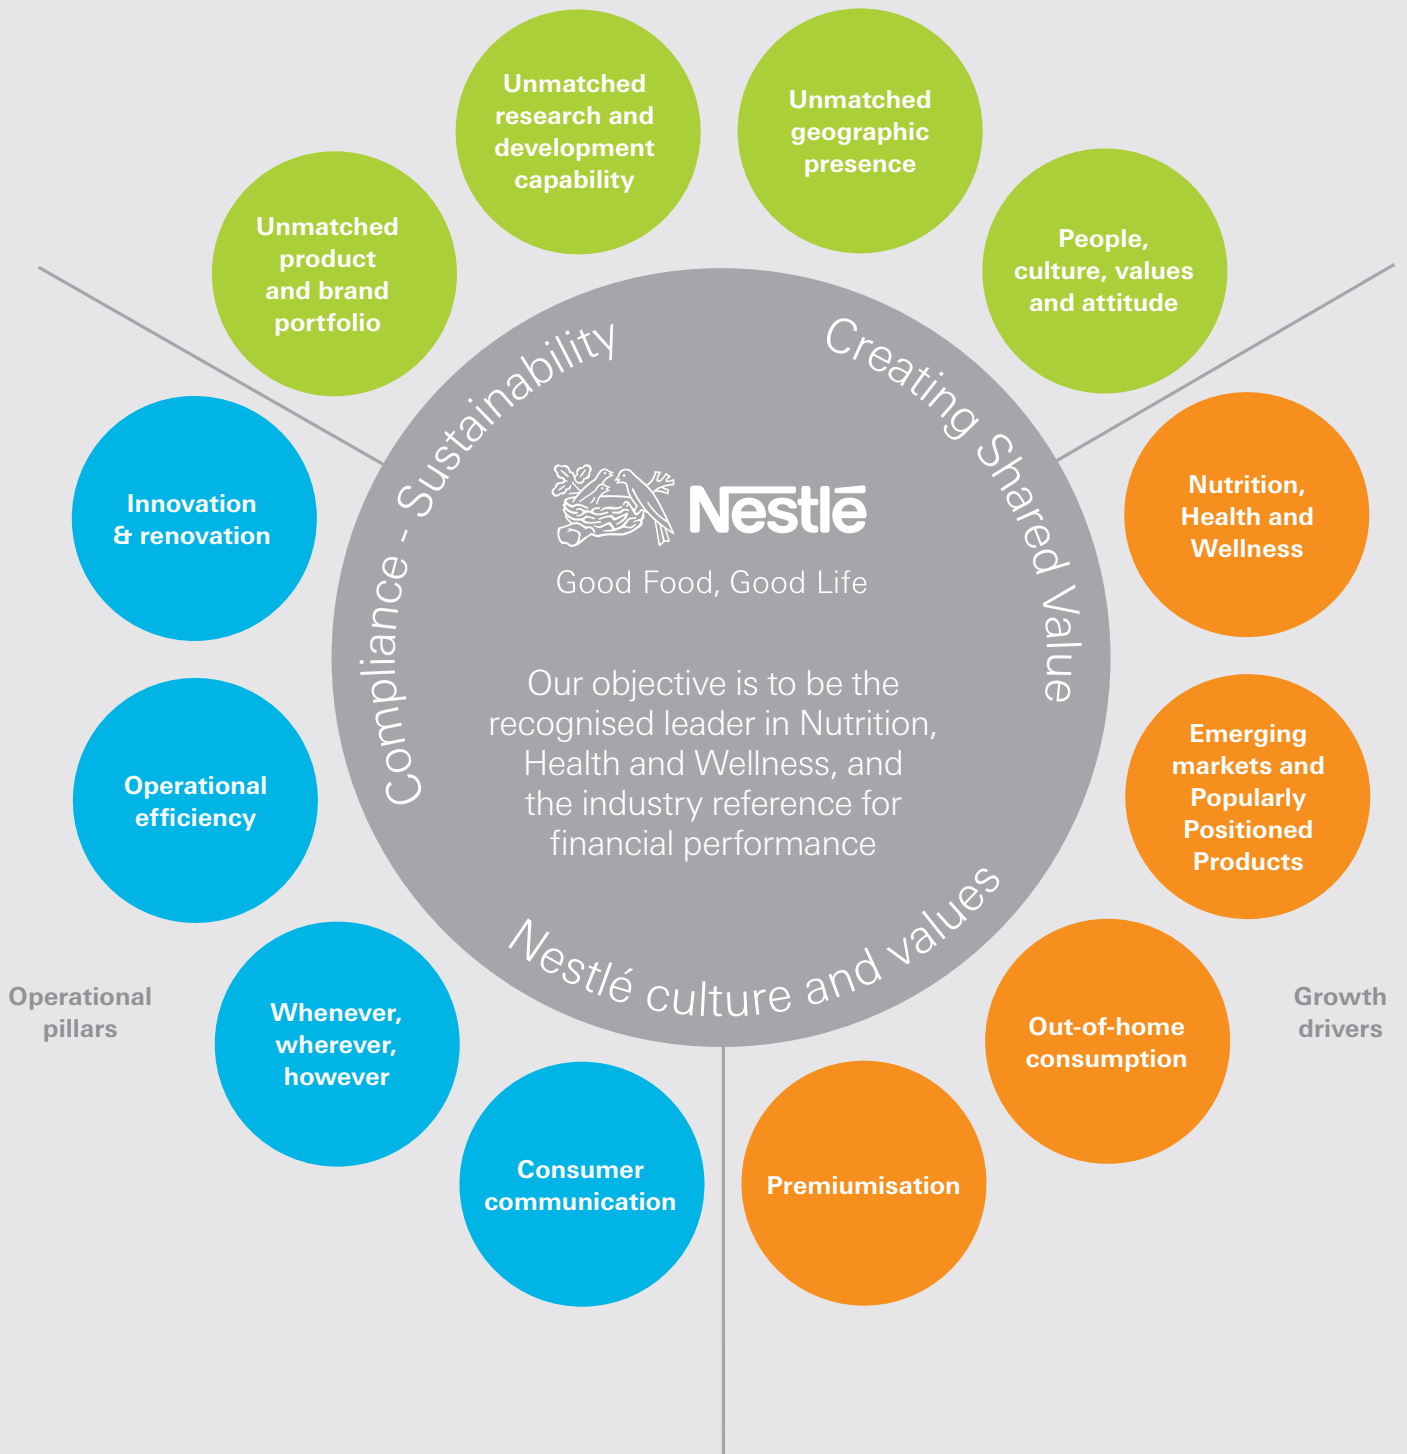 Unmatched
research and
development
capability
Unmatched
geographic
presence
Unmatched
product
and brand
portfolio
People,
culture, values
and attitude
Compliance - Sustainability
Creating Shared Value
Innovation
& renovation
Nestlé
Good Food, Good Life
Nutrition,
Health and
Wellness
Our objective is to be the
recognised leader in Nutrition,
Health and Wellness, and
the industry reference for
financial performance
Operational
efficiency
Emerging
markets and
Popularly
Positioned
Products
Nestlé culture and values
Operational
pillars
Whenever,
wherever,
however
Out-of-home
consumption
Growth
drivers
Consumer
communication
Premiumisation